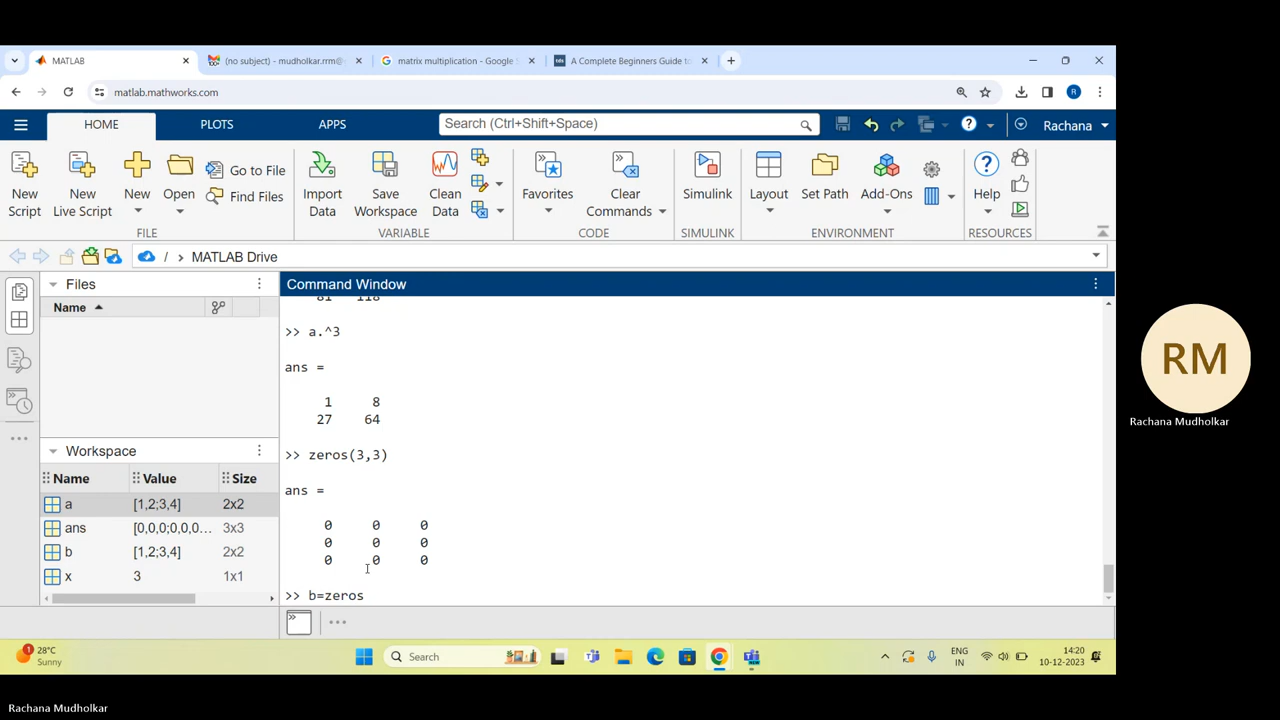 MATLAB
(no subject) - mudholkar.rrm@
matrix multiplication - Google S
tds
A Complete Beginners Guide to
matlab.mathworks.com
R
HOME
PLOTS
APPS
Search (Ctrl+Shift+Space)
Rachana
New Script
New Live Script
New
Open
Go to File
Find Files
Import Data
Save Workspace
Clean Data
Favorites
Clear Commands
Simulink
Layout
Set Path
Add-Ons
Help
FILE
VARIABLE
CODE
SIMULINK
ENVIRONMENT
RESOURCES
/ > MATLAB Drive
Files
Name
Command Window
81 118
>> a.^3
ans =
1 8
27 64
>> zeros(3,3)
ans =
0 0 0
0 0 0
0 0 0
>> b=zeros
Workspace
Name Value Size
a [1,2;3,4] 2x2
ans [0,0,0;0,0,0... 3x3
b [1,2;3,4] 2x2
x 3 1x1
RM
Rachana Mudholkar
1
28°C
Sunny
Search
ENG
IN
14:20
10-12-2023
Rachana Mudholkar